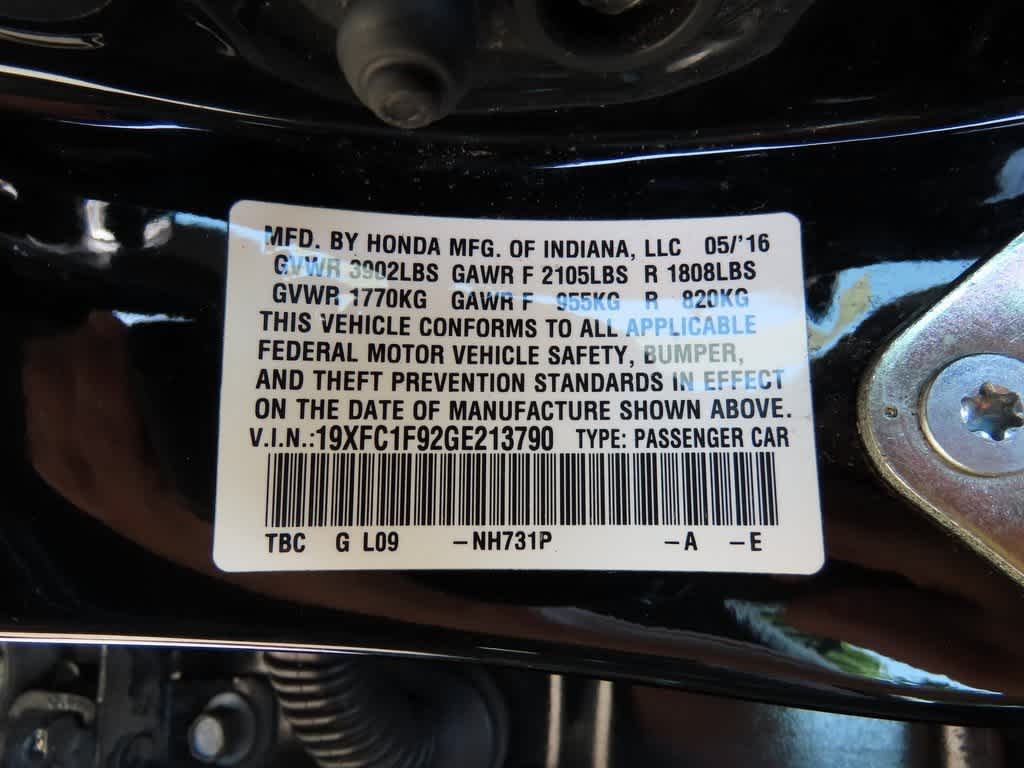 MFD. BY HONDA MFG. OF INDIANA, LLC 05/'16
GVWR 3902LBS GAWR F 2105LBS R 1808LBS
GVWR 1770KG GAWR F 955KG R 820KG
THIS VEHICLE CONFORMS TO ALL APPLICABLE
FEDERAL MOTOR VEHICLE SAFETY, BUMPER,
AND THEFT PREVENTION STANDARDS IN EFFECT
ON THE DATE OF MANUFACTURE SHOWN ABOVE.
V.I.N.:19XFC1F92GE213790 TYPE: PASSENGER CAR
TBC G L09 -NH731P -A -E